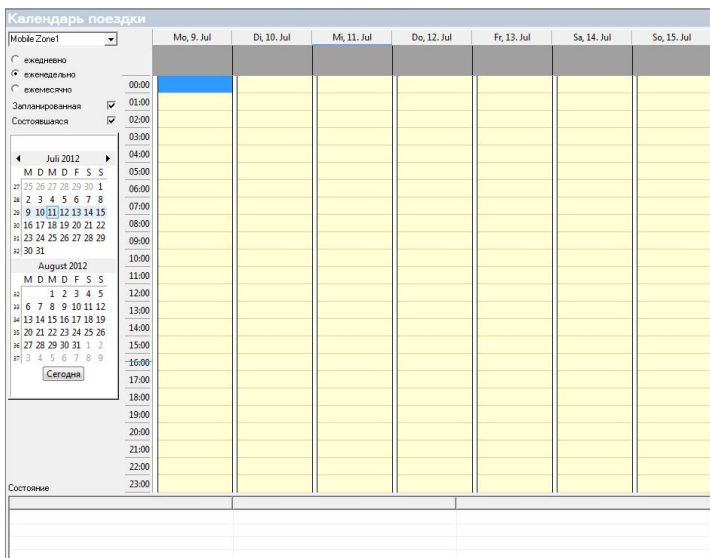 Календарь поездки
Mobile Zone1
ежедневно
еженедельно
ежемесячно
Запланированная
Состоявшаяся
Juli 2012
M D M D F S S
27 25 26 27 28 29 30 1
28 2 3 4 5 6 7 8
29 9 10 11 12 13 14 15
30 16 17 18 19 20 21 22
31 23 24 25 26 27 28 29
32 30 31
August 2012
M D M D F S S
32 1 2 3 4 5
33 6 7 8 9 10 11 12
34 13 14 15 16 17 18 19
35 20 21 22 23 24 25 26
36 27 28 29 30 31 1 2
37 3 4 5 6 7 8 9
Сегодня
Mo, 9. Jul Di, 10. Jul Mi, 11. Jul Do, 12. Jul Fr, 13. Jul Sa, 14. Jul So, 15. Jul
00:00
01:00
02:00
03:00
04:00
05:00
06:00
07:00
08:00
09:00
10:00
11:00
12:00
13:00
14:00
15:00
16:00
17:00
18:00
19:00
20:00
21:00
22:00
23:00
Состояние